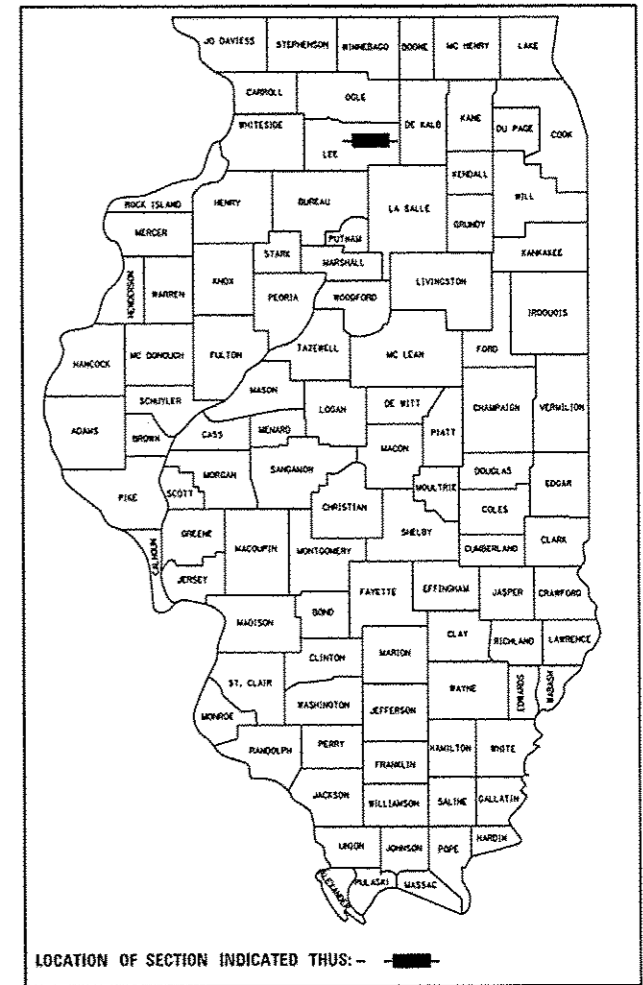 JO DAVIESS STEPHENSON WINNEBAGO BOONE MC HENRY LAKE
CARROLL OGLE
WHITESIDE LEE DE KALB KANE DU PAGE COOK
KENDALL WILL
ROCK ISLAND HENRY BUREAU LA SALLE GRUNDY
MERCER PUTNAM KANKAKEE
STARK MARSHALL
HENDERSON WARREN KNOX PEORIA WOODFORD LIVINGSTON IROQUOIS
HANCOCK MC DONOUGH FULTON TAZEWELL MC LEAN FORD
MASON
SCHUYLER LOGAN DE WITT CHAMPAIGN VERMILION
ADAMS BROWN CASS MENARD MACON PIATT
PIKE SCOTT MORGAN SANGAMON MOULTRIE DOUGLAS EDGAR
CHRISTIAN COLES
GREENE SHELBY
CALHOUN MACOUPIN MONTGOMERY CUMBERLAND CLARK
JERSEY FAYETTE EFFINGHAM JASPER CRAWFORD
MADISON BOND
CLAY RICHLAND LAWRENCE
CLINTON MARION
ST. CLAIR WAYNE EDWARDS WABASH
WASHINGTON JEFFERSON
MONROE
RANDOLPH PERRY HAMILTON WHITE
FRANKLIN
JACKSON WILLIAMSON SALINE GALLATIN
HARDIN
UNION JOHNSON POPE
ALEXANDER PULASKI MASSAC
LOCATION OF SECTION INDICATED THUS: -